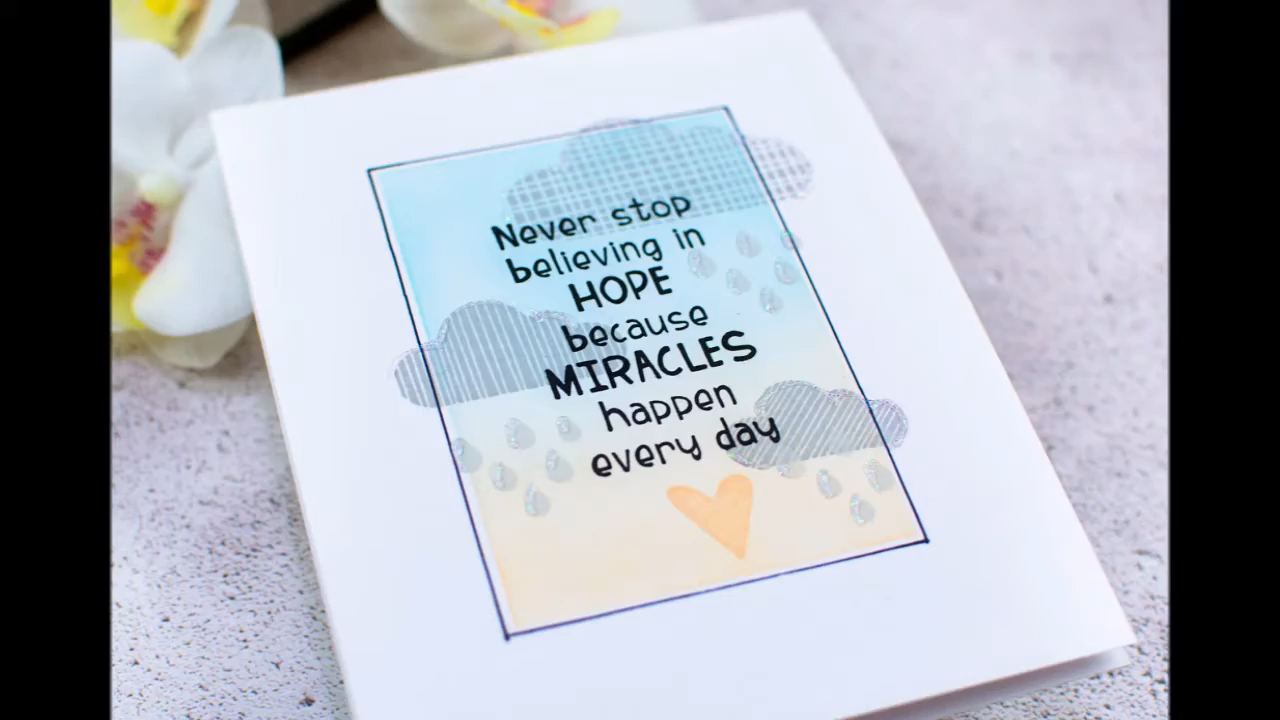 Never stop
believing in
HOPE
because
MIRACLES
happen
every day